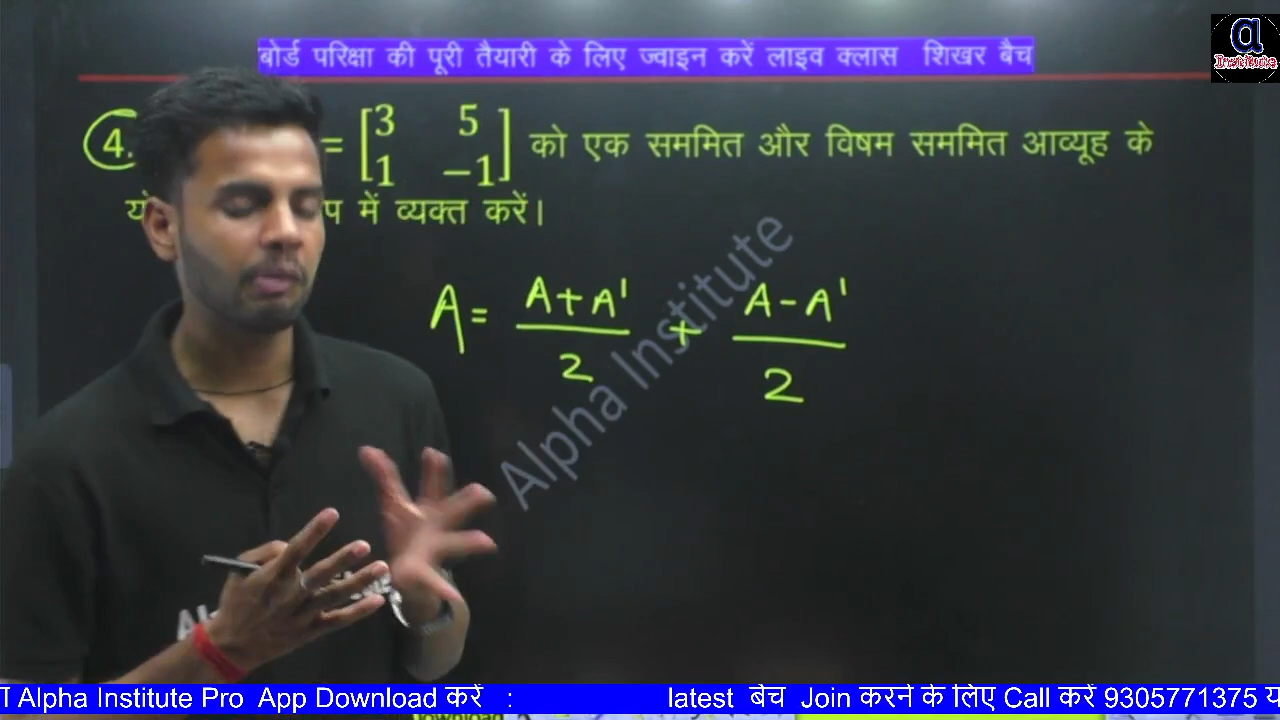 बोर्ड परिक्षा की पूरी तैयारी के लिए ज्वाइन करें लाइव क्लास शिखर बैच
α
Institute
4.
= [3 5
1 -1] को एक सममित और विषम सममित आव्यूह के
में व्यक्त करें।
A = A+A' / 2 × A-A' / 2
Alpha Institute
Alpha Institute Pro App Download करें : latest बैच Join करने के लिए Call करें 9305771375